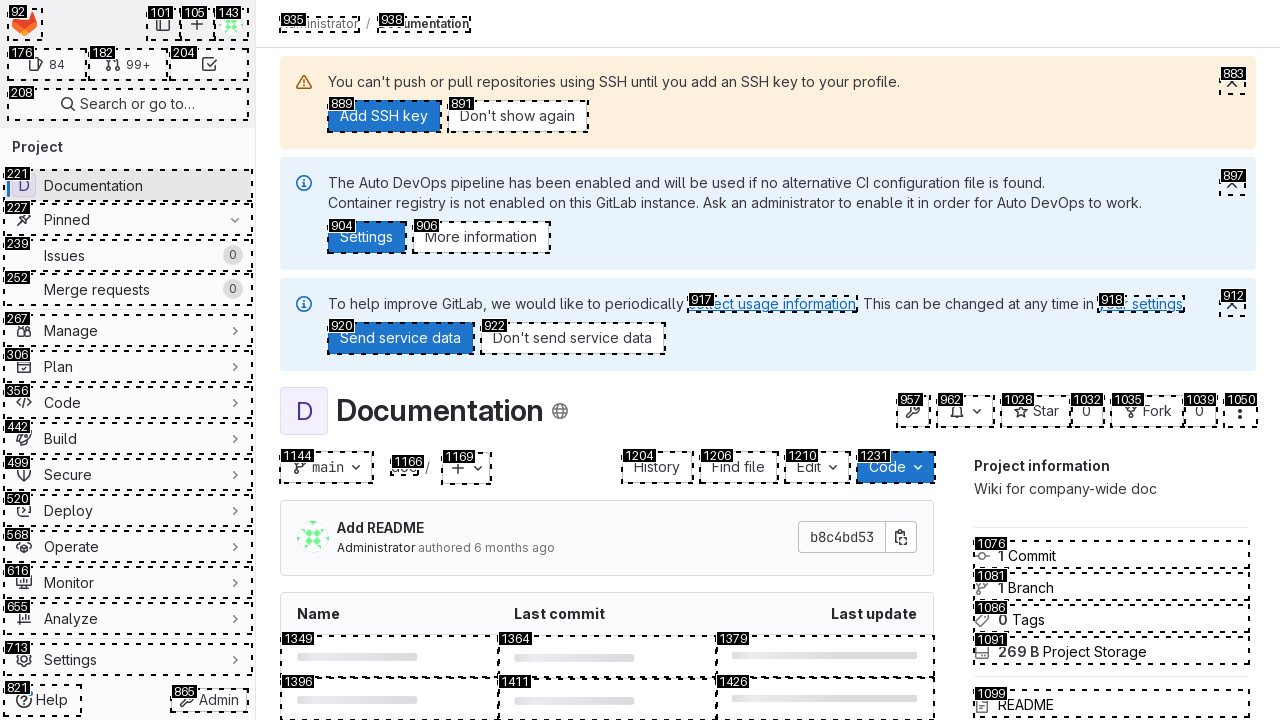 92
101
105
143
176
84
182
99+
204
208
Search or go to…
Project
221
D
Documentation
227
Pinned
239
Issues
0
252
Merge requests
0
267
Manage
306
Plan
356
Code
442
Build
499
Secure
520
Deploy
568
Operate
616
Monitor
655
Analyze
713
Settings
821
Help
865
Admin
935
/
938
883
You can't push or pull repositories using SSH until you add an SSH key to your profile.
889
Add SSH key
891
Don't show again
897
The Auto DevOps pipeline has been enabled and will be used if no alternative CI configuration file is found.
Container registry is not enabled on this GitLab instance. Ask an administrator to enable it in order for Auto DevOps to work.
904
Settings
906
More information
912
To help improve GitLab, we would like to periodically 917 collect usage information. This can be changed at any time in 918 your settings.
920
Send service data
922
Don't send service data
D
Documentation
957
962
1028
Star
1032
0
1035
Fork
1039
0
1050
1144
main
1166
/
1169
1204
History
1206
Find file
1210
Edit
1231
Code
Add README
Administrator authored 6 months ago
b8c4bd53
Name
Last commit
Last update
1349
1364
1379
1396
1411
1426
Project information
Wiki for company-wide doc
1076
1 Commit
1081
1 Branch
1086
0 Tags
1091
269 B Project Storage
1099
README